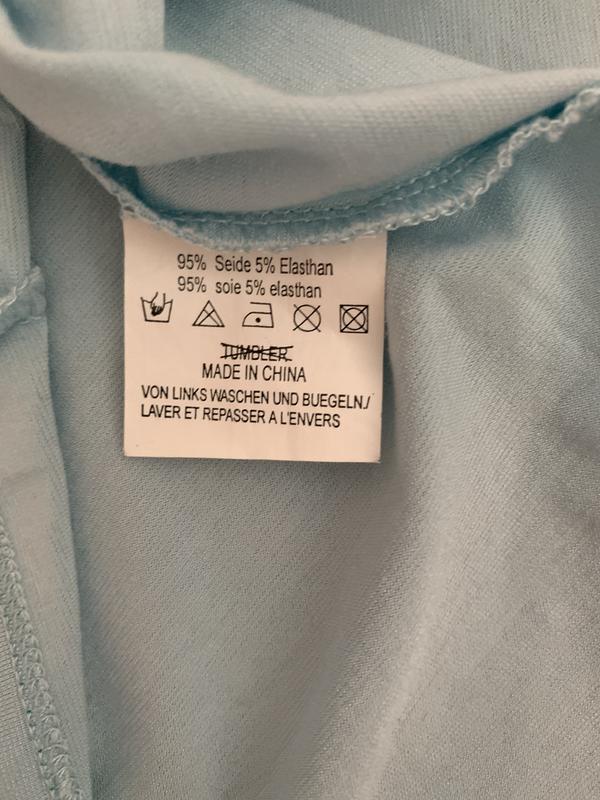 95% Seide 5% Elasthan
95% soie 5% elasthan
TUMBLER
MADE IN CHINA
VON LINKS WASCHEN UND BUEGELN./
LAVER ET REPASSER A L'ENVERS